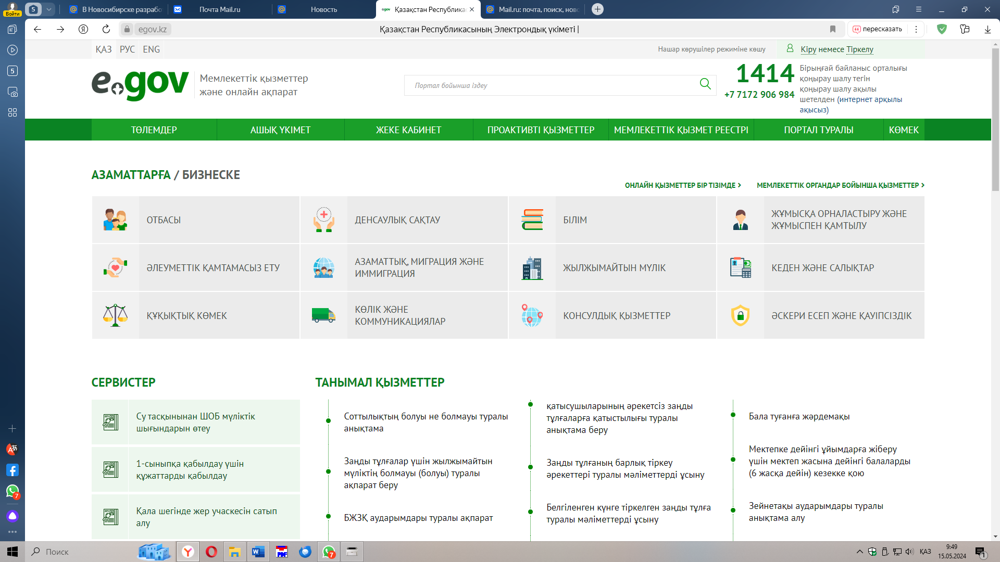 5
В Новосибирске разрабо
Почта Mail.ru
Новость
Қазақстан Республика
Mail.ru: почта, поиск, нов
Войти
egov.kz
Қазақстан Республикасының Электрондық үкіметі |
пересказать
5
ҚАЗ РУС ENG
Нашар көрушілер режиміне көшу
Кіру немесе Тіркелу
e.gov
Мемлекеттік қызметтер
және онлайн ақпарат
Портал бойынша іздеу
1414
+7 7172 906 984
Бірыңғай байланыс орталығы
қоңырау шалу тегін
қоңырау шалу ақылы
шетелден (интернет арқылы
ақысыз)
ТӨЛЕМДЕР
АШЫҚ ҮКІМЕТ
ЖЕКЕ КАБИНЕТ
ПРОАКТИВТІ ҚЫЗМЕТТЕР
МЕМЛЕКЕТТІК ҚЫЗМЕТ РЕЕСТРІ
ПОРТАЛ ТУРАЛЫ
КӨМЕК
АЗАМАТТАРҒА / БИЗНЕСКЕ
ОНЛАЙН ҚЫЗМЕТТЕР БІР ТІЗІМДЕ
МЕМЛЕКЕТТІК ОРГАНДАР БОЙЫНША ҚЫЗМЕТТЕР
ОТБАСЫ
ДЕНСАУЛЫҚ САҚТАУ
БІЛІМ
ЖҰМЫСҚА ОРНАЛАСТЫРУ ЖӘНЕ
ЖҰМЫСПЕН ҚАМТЫЛУ
ӘЛЕУМЕТТІК ҚАМТАМАСЫЗ ЕТУ
АЗАМАТТЫҚ, МИГРАЦИЯ ЖӘНЕ
ИММИГРАЦИЯ
ЖЫЛЖЫМАЙТЫН МҮЛІК
КЕДЕН ЖӘНЕ САЛЫҚТАР
ҚҰҚЫҚТЫҚ КӨМЕК
КӨЛІК ЖӘНЕ
КОММУНИКАЦИЯЛАР
КОНСУЛДЫҚ ҚЫЗМЕТТЕР
ӘСКЕРИ ЕСЕП ЖӘНЕ ҚАУІПСІЗДІК
СЕРВИСТЕР
Су тасқынынан ШОБ мүліктік
шығындарын өтеу
1-сыныпқа қабылдау үшін
құжаттарды қабылдау
Қала шегінде жер учаскесін сатып
алу
ТАНЫМАЛ ҚЫЗМЕТТЕР
Соттылықтың болуы не болмауы туралы
анықтама
Заңды тұлғалар үшін жылжымайтын
мүліктің болмауы (болуы) туралы
ақпарат беру
БЖЗҚ аударымдары туралы ақпарат
қатысушыларының әрекетсіз заңды
тұлғаларға қатыстылығы туралы
анықтама беру
Заңды тұлғаның барлық тіркеу
әрекеттері туралы мәліметтерді ұсыну
Белгіленген күнге тіркелген заңды тұлға
туралы мәліметтерді ұсыну
Бала туғанға жәрдемақы
Мектепке дейінгі ұйымдарға жіберу
үшін мектеп жасына дейінгі балаларды
(6 жасқа дейін) кезекке қою
Зейнетақы аударымдары туралы
анықтама алу
7
Поиск
7
ҚАЗ
9:49
15.05.2024
1